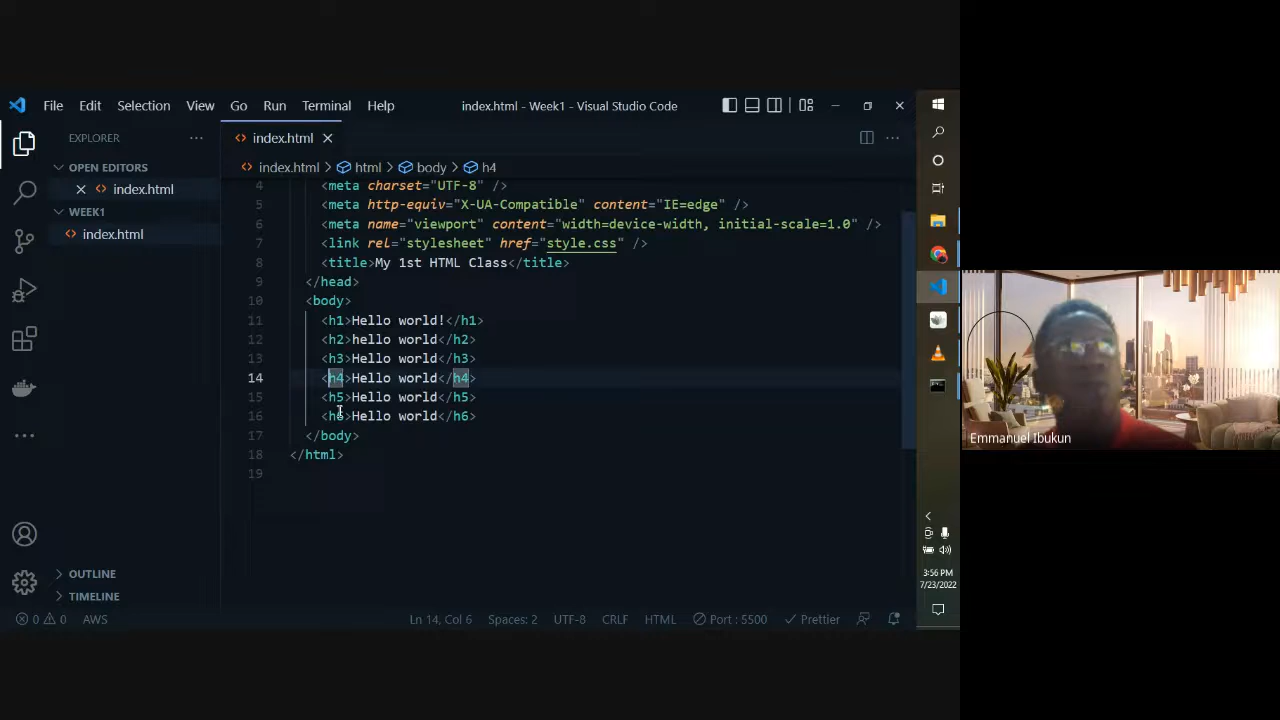 File Edit Selection View Go Run Terminal Help index.html - Week1 - Visual Studio Code
EXPLORER
index.html
OPEN EDITORS
index.html > html > body > h4
index.html
WEEK1
index.html
4 <meta charset="UTF-8" />
5 <meta http-equiv="X-UA-Compatible" content="IE=edge" />
6 <meta name="viewport" content="width=device-width, initial-scale=1.0" />
7 <link rel="stylesheet" href="style.css" />
8 <title>My 1st HTML Class</title>
9 </head>
10 <body>
11 <h1>Hello world!</h1>
12 <h2>Hello world</h2>
13 <h3>Hello world</h3>
14 <h4>Hello world</h4>
15 <h5>Hello world</h5>
16 <h6>Hello world</h6>
17 </body>
18 </html>
19
OUTLINE
TIMELINE
0 0 AWS Ln 14, Col 6 Spaces: 2 UTF-8 CRLF HTML Port : 5500 Prettier
3:56 PM
7/23/2022
Emmanuel Ibukun